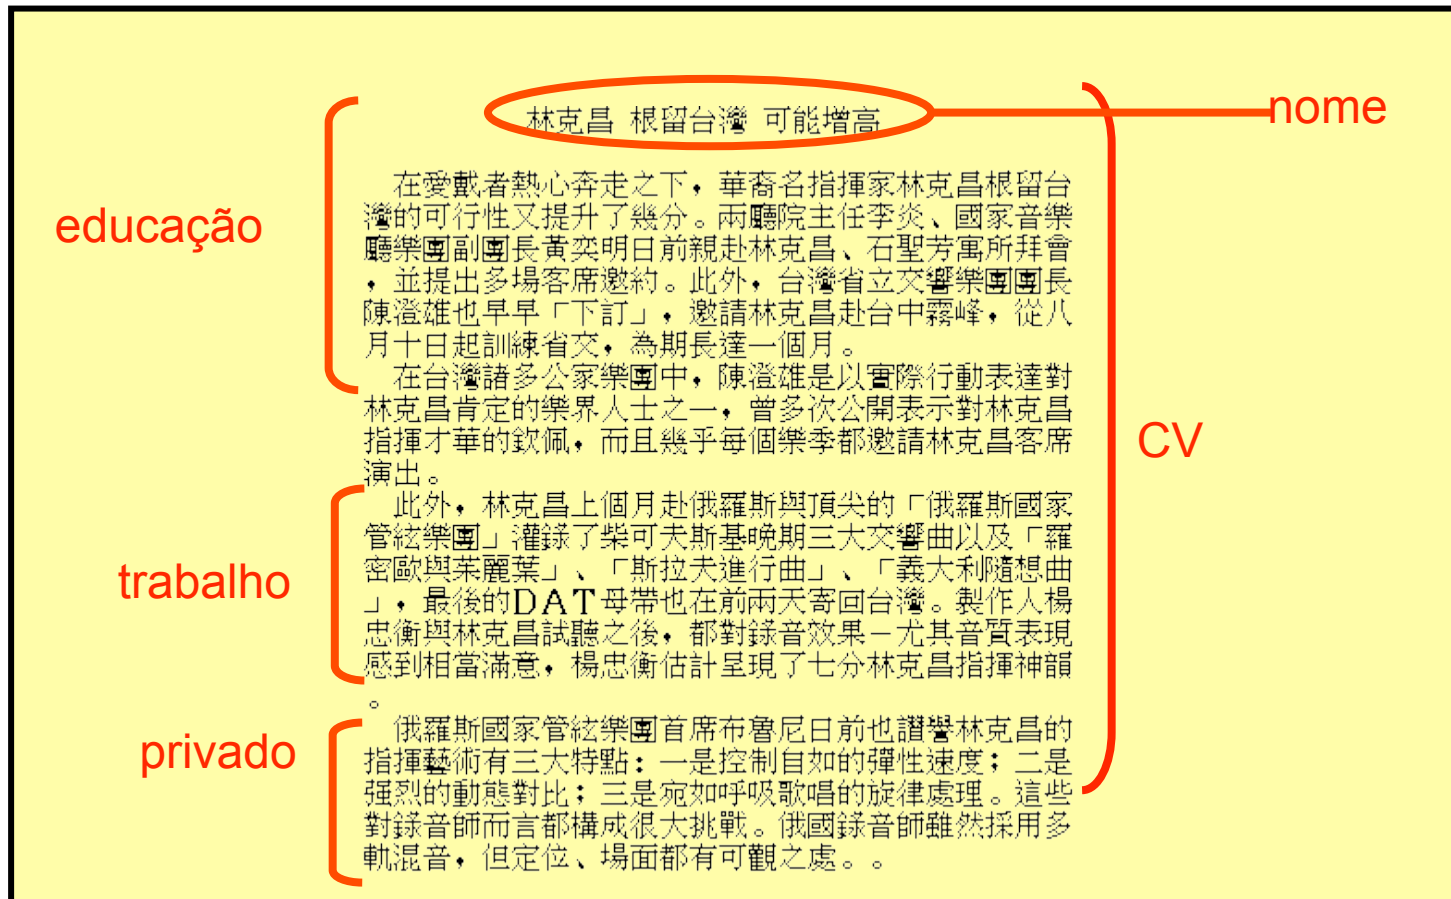 林克昌 根留台灣 可能增高
nome
在愛戴者熱心奔走之下，華裔名指揮家林克昌根留台
灣的可行性又提升了幾分。兩廳院主任李炎、國家音樂
廳樂團副團長黃奕明日前親赴林克昌、石聖芳寓所拜會
，並提出多場客席邀約。此外，台灣省立交響樂團團長
陳澄雄也早早「下訂」，邀請林克昌赴台中霧峰，從八
月十日起訓練省交，為期長達一個月。
educação
在台灣諸多公家樂團中，陳澄雄是以實際行動表達對
林克昌肯定的樂界人士之一，曾多次公開表示對林克昌
指揮才華的欽佩，而且幾乎每個樂季都邀請林克昌客席
演出。
CV
此外，林克昌上個月赴俄羅斯與頂尖的「俄羅斯國家
管絃樂團」灌錄了柴可夫斯基晚期三大交響曲以及「羅
密歐與茱麗葉」、「斯拉夫進行曲」、「義大利隨想曲
」，最後的DAT母帶也在前兩天寄回台灣。製作人楊
忠衡與林克昌試聽之後，都對錄音效果－尤其音質表現
感到相當滿意，楊忠衡估計呈現了七分林克昌指揮神韻
。
trabalho
俄羅斯國家管絃樂團首席布魯尼日前也讚譽林克昌的
指揮藝術有三大特點：一是控制自如的彈性速度；二是
強烈的動態對比；三是宛如呼吸歌唱的旋律處理。這些
對錄音師而言都構成很大挑戰。俄國錄音師雖然採用多
軌混音，但定位、場面都有可觀之處。。
privado